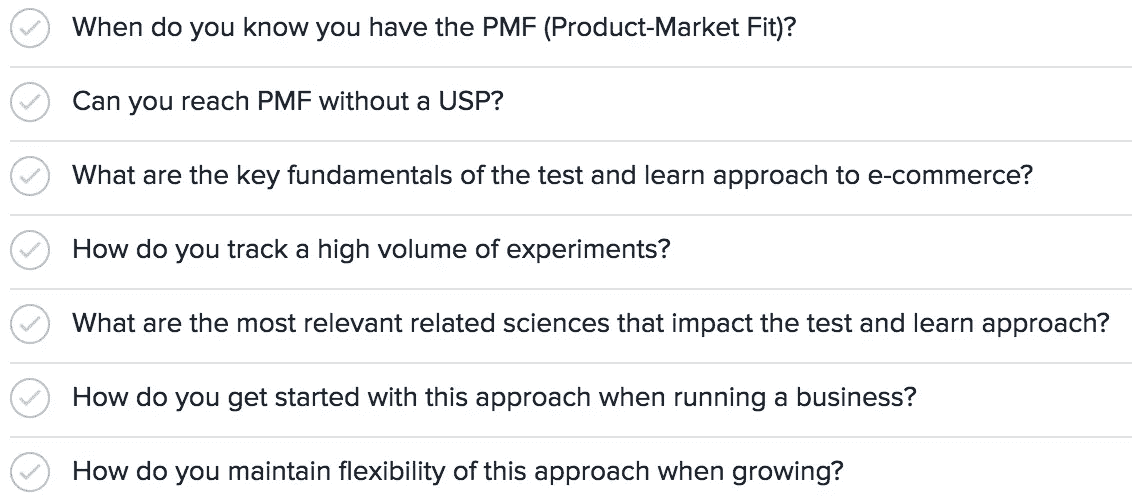 When do you know you have the PMF (Product-Market Fit)?
Can you reach PMF without a USP?
What are the key fundamentals of the test and learn approach to e-commerce?
How do you track a high volume of experiments?
What are the most relevant related sciences that impact the test and learn approach?
How do you get started with this approach when running a business?
How do you maintain flexibility of this approach when growing?